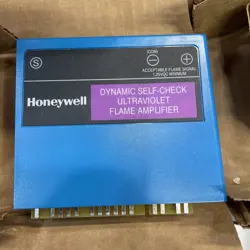 S
(COM)
ACCEPTABLE FLAME SIGNAL
1.25VDC MINIMUM
Honeywell
DYNAMIC SELF-CHECK
ULTRAVIOLET
FLAME AMPLIFIER